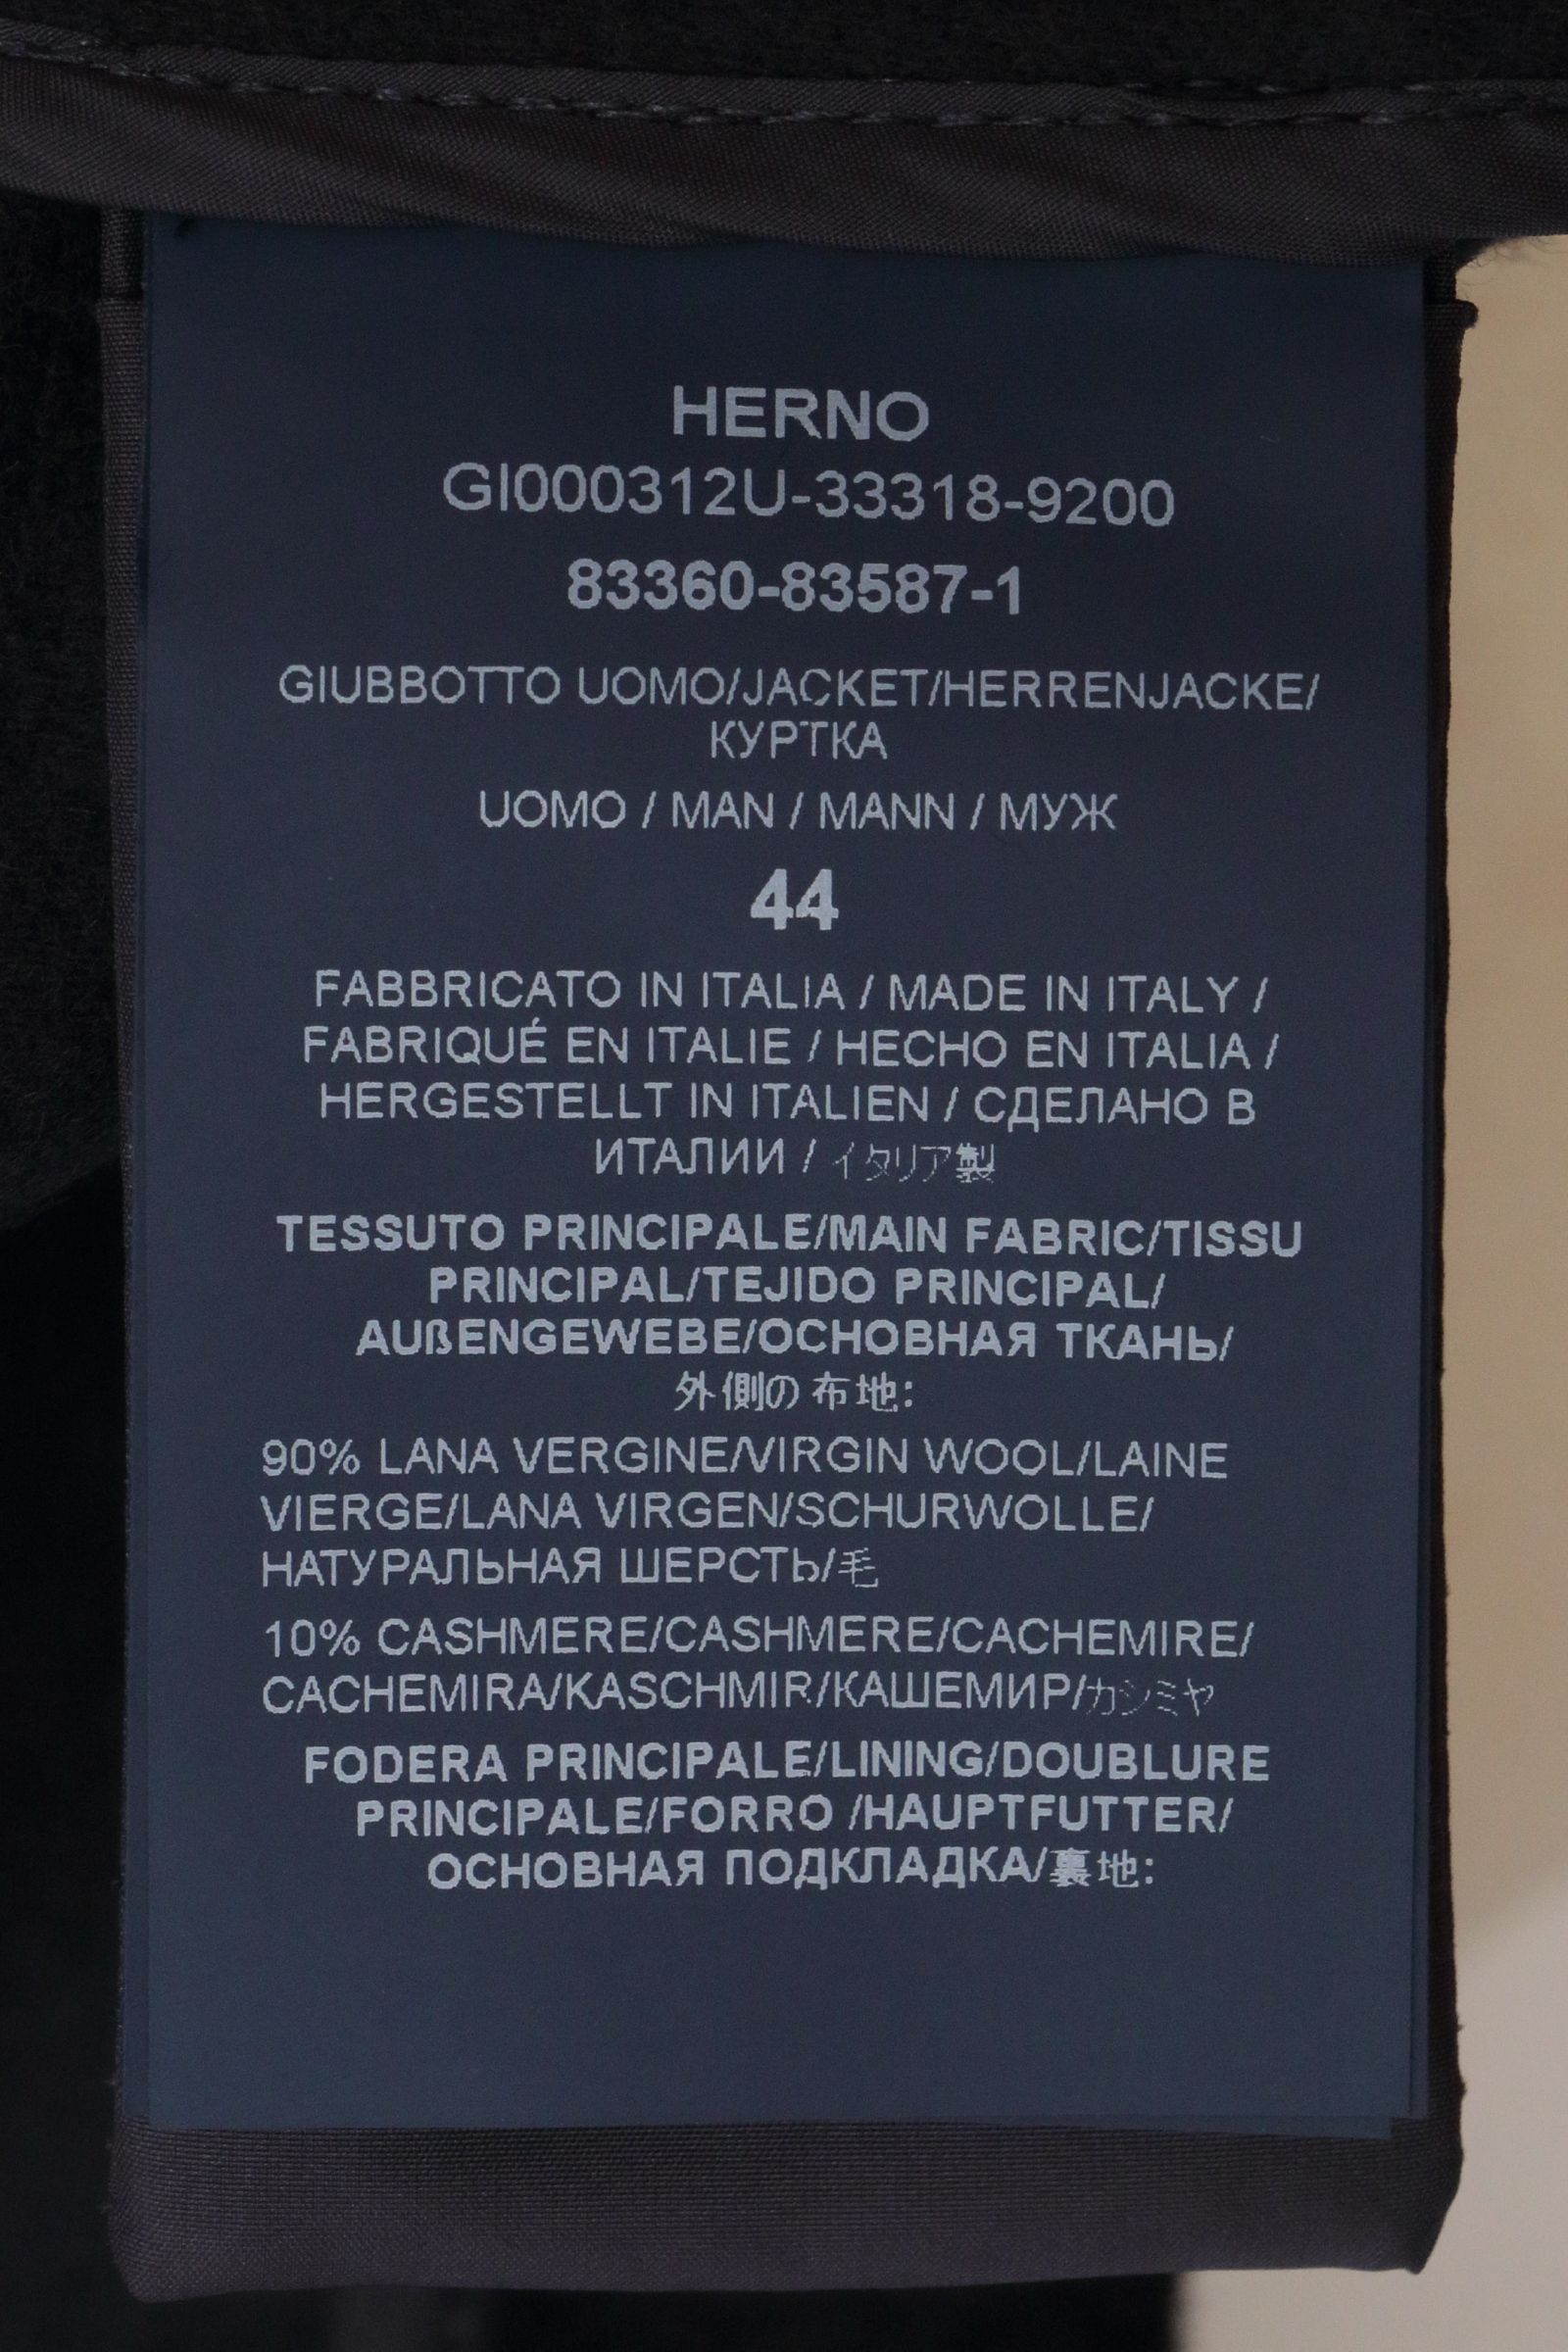 HERNO
GI000312U-33318-9200
83360-83587-1
GIUBBOTTO UOMO/JACKET/HERRENJACKE/
КУРТКА
UOMO / MAN / MANN / МУЖ
44
FABBRICATO IN ITALIA / MADE IN ITALY /
FABRIQUÉ EN ITALIE / HECHO EN ITALIA /
HERGESTELLT IN ITALIEN / СДЕЛАНО В
ИТАЛИИ / イタリア製
TESSUTO PRINCIPALE/MAIN FABRIC/TISSU
PRINCIPAL/TEJIDO PRINCIPAL/
AUßENGEWEBE/ОСНОВНАЯ ТКАНЬ/
外側の布地:
90% LANA VERGINE/VIRGIN WOOL/LAINE
VIERGE/LANA VIRGEN/SCHURWOLLE/
НАТУРАЛЬНАЯ ШЕРСТЬ/毛
10% CASHMERE/CASHMERE/CACHEMIRE/
CACHEMIRA/KASCHMIR/КАШЕМИР/カシミヤ
FODERA PRINCIPALE/LINING/DOUBLURE
PRINCIPALE/FORRO /HAUPTFUTTER/
ОСНОВНАЯ ПОДКЛАДКА/裏地: